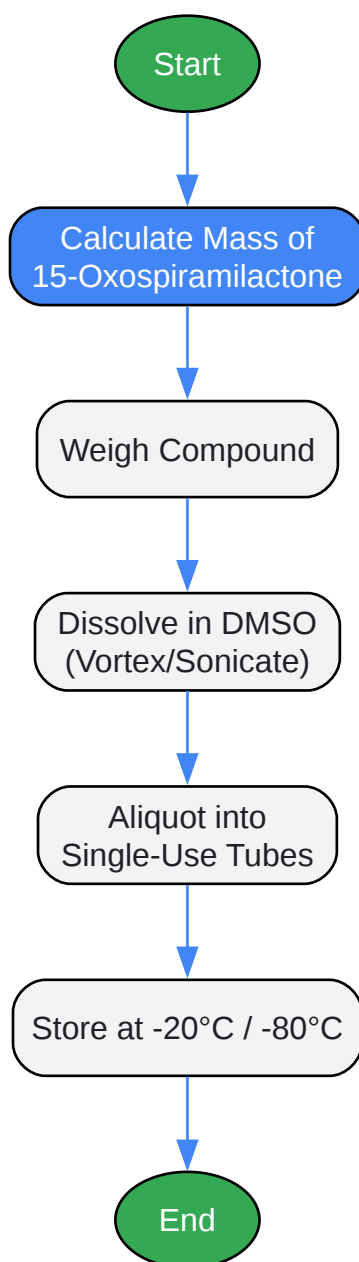 Start
Calculate Mass of
15-Oxospiramilactone
Weigh Compound
Dissolve in DMSO
(Vortex/Sonicate)
Aliquot into
Single-Use Tubes
Store at -20°C / -80°C
End